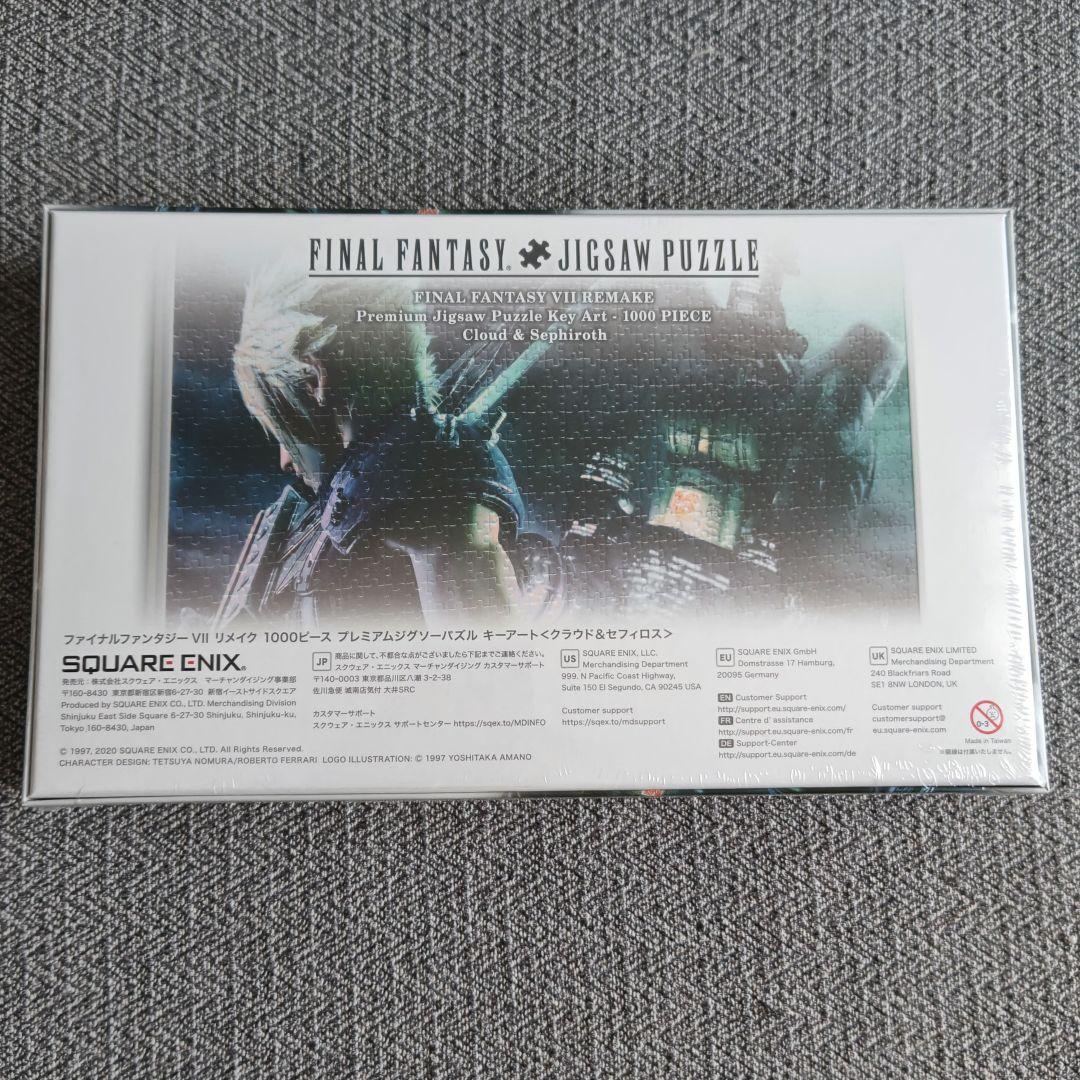 FINAL FANTASY® JIGSAW PUZZLE
FINAL FANTASY VII REMAKE
Premium Jigsaw Puzzle Key Art - 1000 PIECE
Cloud & Sephiroth
ファイナルファンタジー VII リメイク 1000ピース プレミアムジグソーパズル キーアート<クラウド&セフィロス>
SQUARE ENIX®
発売元:株式会社スクウェア・エニックス マーチャンダイジング事業部
〒160-8430 東京都新宿区新宿6-27-30 新宿イーストサイドスクエア
Produced by SQUARE ENIX CO., LTD. Merchandising Division
Shinjuku East Side Square 6-27-30 Shinjuku, Shinjuku-ku,
Tokyo 160-8430, Japan
JP 商品に関して、不都合な点がございましたら下記までご連絡ください。
スクウェア・エニックス マーチャンダイジング カスタマーサポート
〒140-0003 東京都品川区八潮 3-2-38
佐川急便 城南店気付 大井SRC
カスタマーサポート
スクウェア・エニックス サポートセンター https://sqex.to/MDINFO
US SQUARE ENIX, LLC.
Merchandising Department
999. N Pacific Coast Highway,
Suite 150 El Segundo, CA 90245 USA
Customer support
https://sqex.to/mdsupport
EU SQUARE ENIX GmbH
Domstrasse 17 Hamburg,
20095 Germany
EN Customer Support
http://support.eu.square-enix.com/
FR Centre d' assistance
http://support.eu.square-enix.com/fr
DE Support-Center
http://support.eu.square-enix.com/de
UK SQUARE ENIX LIMITED
Merchandising Department
240 Blackfriars Road
SE1 8NW LONDON, UK
Customer support
customersupport@
eu.square-enix.com
0-3
Made in Taiwan
※額縁は付属いたしません。
© 1997, 2020 SQUARE ENIX CO., LTD. All Rights Reserved.
CHARACTER DESIGN: TETSUYA NOMURA/ROBERTO FERRARI LOGO ILLUSTRATION: © 1997 YOSHITAKA AMANO